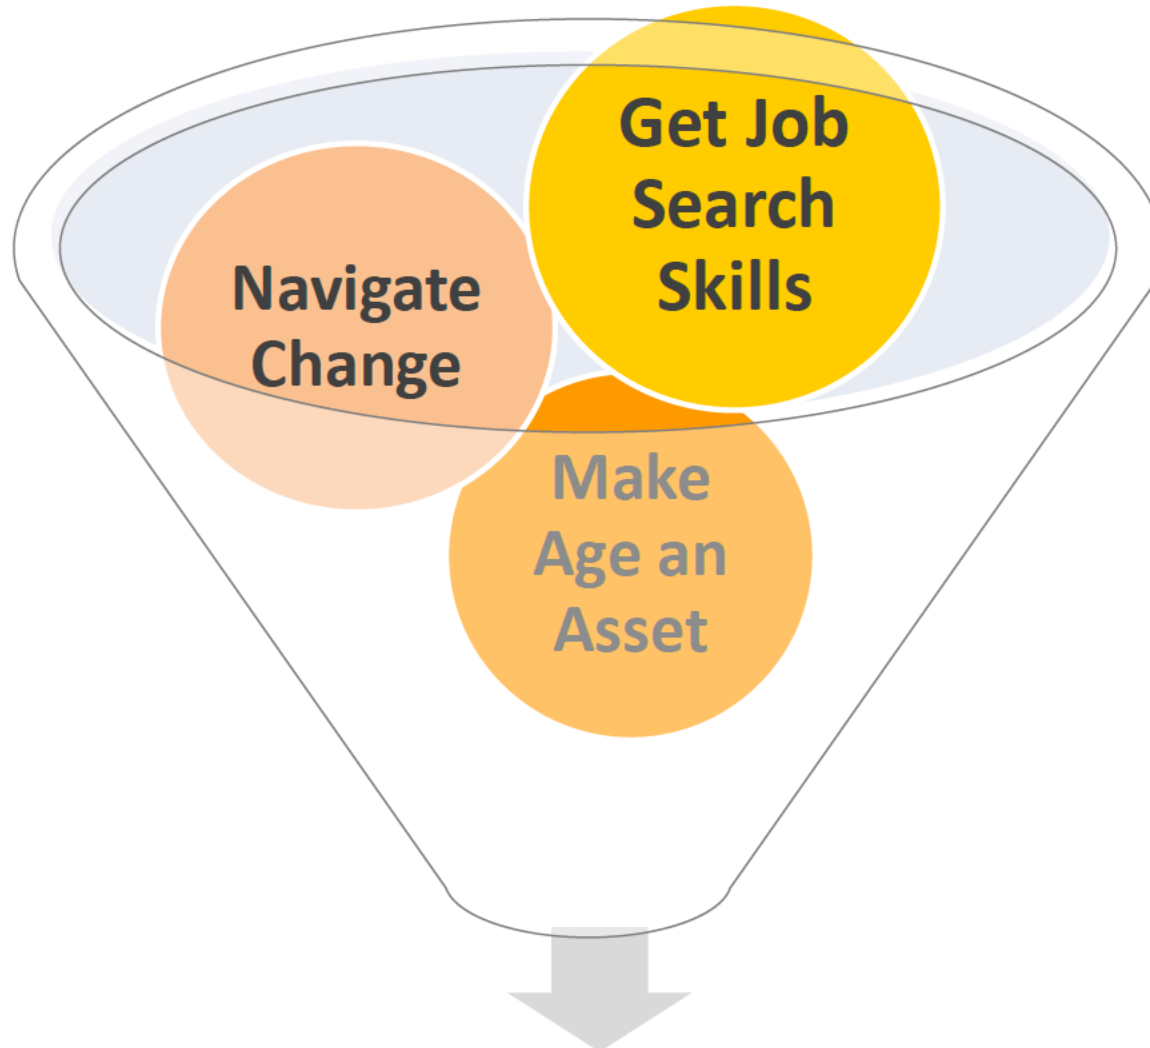 Get Job
Search
Skills
Navigate
Change
Make
Age an
Asset